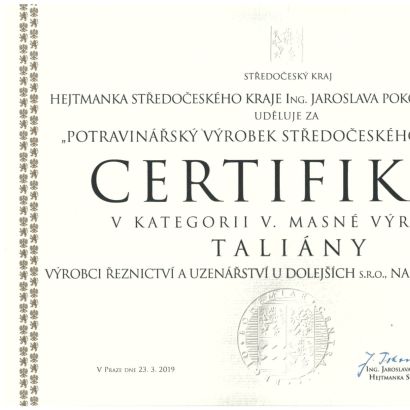 STŘEDOČESKÝ KRAJ
HEJTMANKA STŘEDOČESKÉHO KRAJE ING. JAROSLAVA POKO
UDĚLUJE ZA
„POTRAVINÁŘSKÝ VÝROBEK STŘEDOČESKÉHO
CERTIFIK
V KATEGORII V. MASNÉ VÝR
TALIÁNY
VÝROBCI ŘEZNICTVÍ A UZENÁŘSTVÍ U DOLEJŠÍCH S.R.O., NA
V PRAZE DNE 23. 3. 2019
ING. JAROSLAVA
HEJTMANKA S